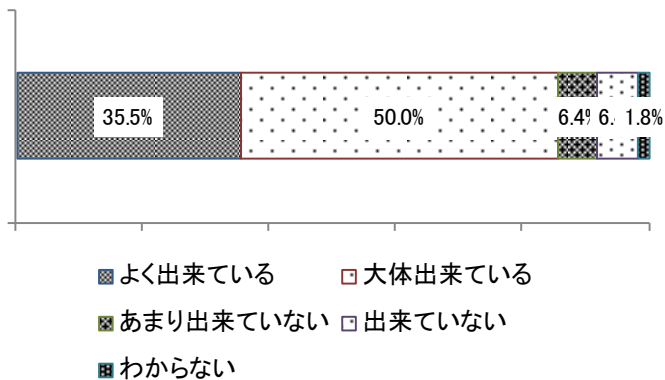 35.5% 50.0% 6.4% 6. 1.8%
よく出来ている 大体出来ている
あまり出来ていない 出来ていない
わからない